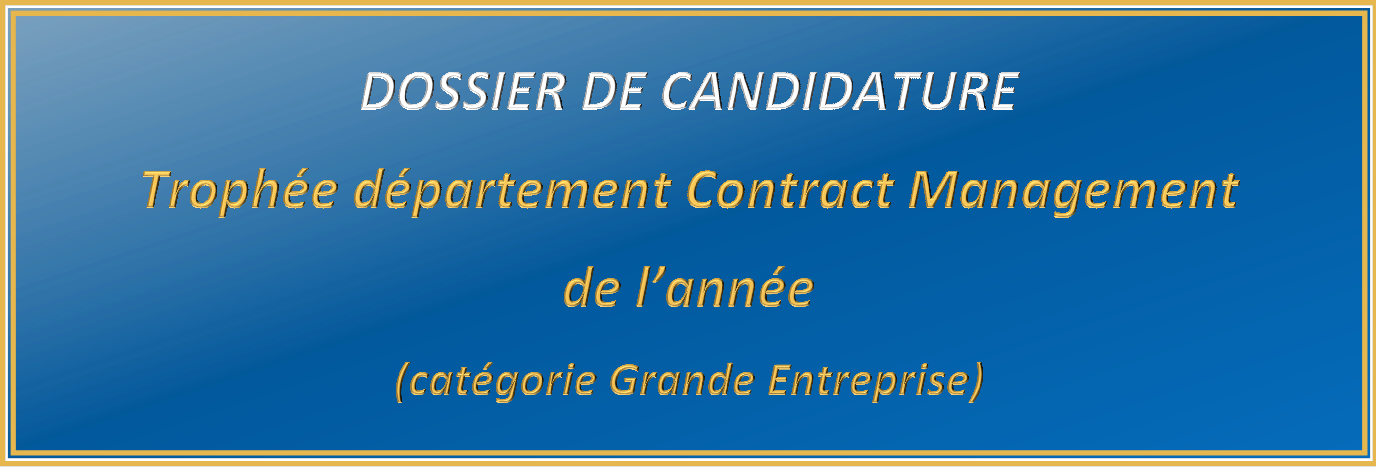 DOSSIER DE CANDIDATURE
Trophée département Contract Management
de l’année
(catégorie Grande Entreprise)